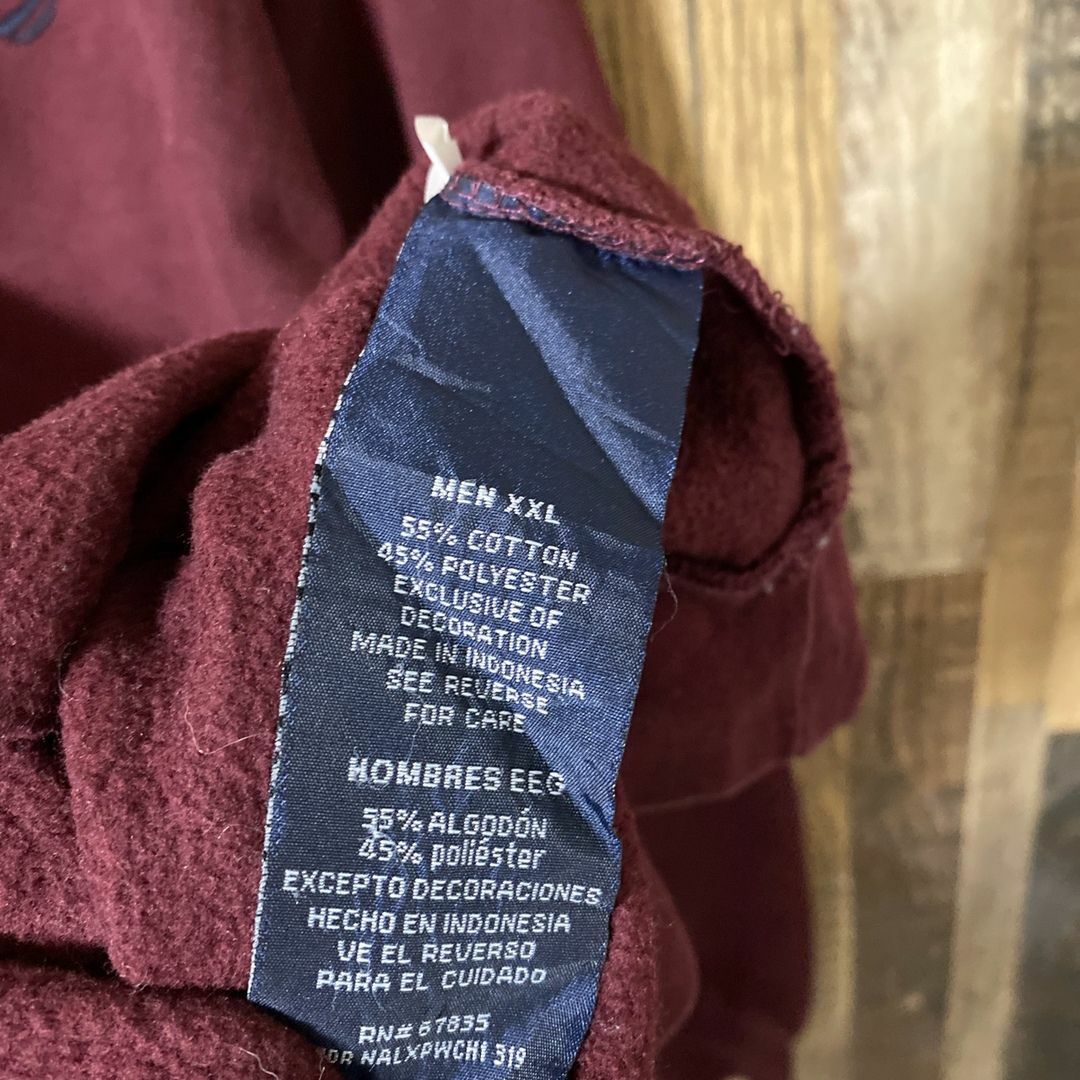 MEN XXL
55% COTTON
45% POLYESTER
EXCLUSIVE OF
DECORATION
MADE IN INDONESIA
SEE REVERSE
FOR CARE
HOMBRES EEG
55% ALGODÓN
45% poliéster
EXCEPTO DECORACIONES
HECHO EN INDONESIA
VE EL REVERSO
PARA EL CUIDADO
RN# 67835
NALXPWCH1 319